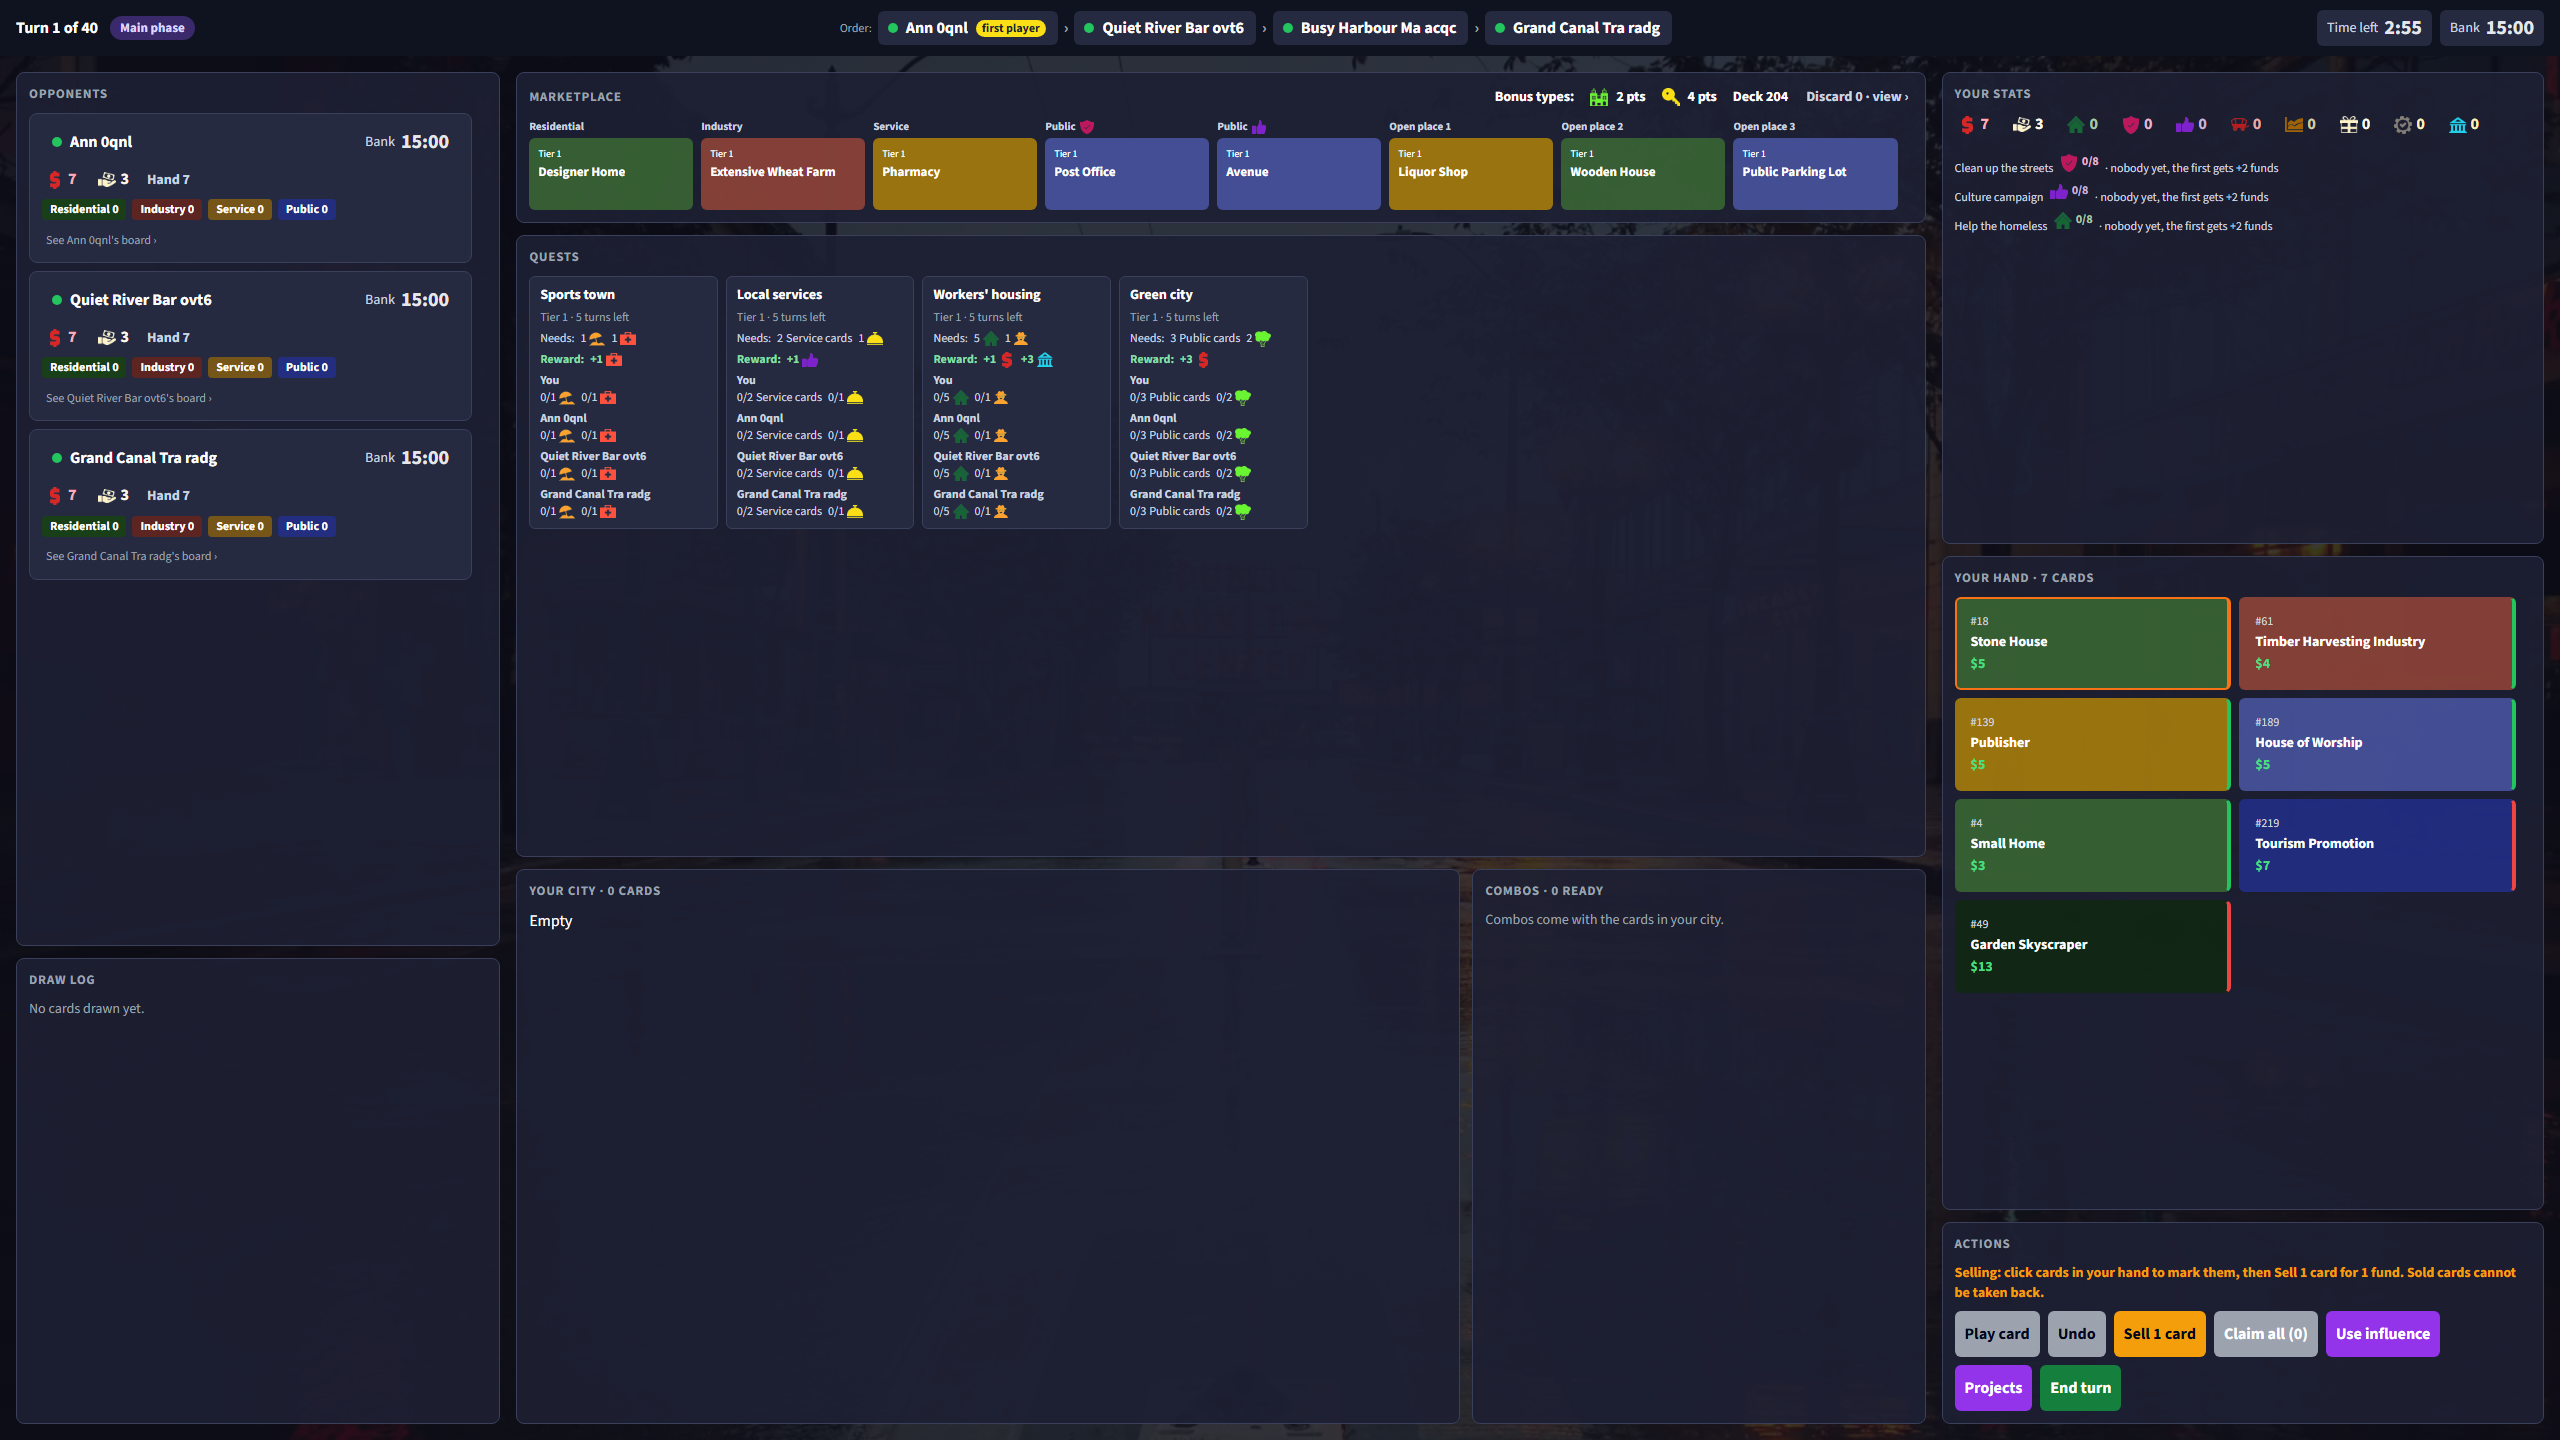 Turn 1 of 40 Main phase
Order: Ann 0qnl first player › Quiet River Bar ovt6 › Busy Harbour Ma acqc › Grand Canal Tra radg
Time left 2:55 Bank 15:00
OPPONENTS
Ann 0qnl Bank 15:00
7 3 Hand 7
Residential 0 Industry 0 Service 0 Public 0
See Ann 0qnl's board ›
Quiet River Bar ovt6 Bank 15:00
7 3 Hand 7
Residential 0 Industry 0 Service 0 Public 0
See Quiet River Bar ovt6's board ›
Grand Canal Tra radg Bank 15:00
7 3 Hand 7
Residential 0 Industry 0 Service 0 Public 0
See Grand Canal Tra radg's board ›
DRAW LOG
No cards drawn yet.
MARKETPLACE
Bonus types: 2 pts 4 pts Deck 204 Discard 0 · view ›
Residential
Tier 1
Designer Home
Industry
Tier 1
Extensive Wheat Farm
Service
Tier 1
Pharmacy
Public
Tier 1
Post Office
Public
Tier 1
Avenue
Open place 1
Tier 1
Liquor Shop
Open place 2
Tier 1
Wooden House
Open place 3
Tier 1
Public Parking Lot
QUESTS
Sports town
Tier 1 · 5 turns left
Needs: 1 1
Reward: +1
You
0/1 0/1
Ann 0qnl
0/1 0/1
Quiet River Bar ovt6
0/1 0/1
Grand Canal Tra radg
0/1 0/1
Local services
Tier 1 · 5 turns left
Needs: 2 Service cards 1
Reward: +1
You
0/2 Service cards 0/1
Ann 0qnl
0/2 Service cards 0/1
Quiet River Bar ovt6
0/2 Service cards 0/1
Grand Canal Tra radg
0/2 Service cards 0/1
Workers' housing
Tier 1 · 5 turns left
Needs: 5 1
Reward: +1 +3
You
0/5 0/1
Ann 0qnl
0/5 0/1
Quiet River Bar ovt6
0/5 0/1
Grand Canal Tra radg
0/5 0/1
Green city
Tier 1 · 5 turns left
Needs: 3 Public cards 2
Reward: +3
You
0/3 Public cards 0/2
Ann 0qnl
0/3 Public cards 0/2
Quiet River Bar ovt6
0/3 Public cards 0/2
Grand Canal Tra radg
0/3 Public cards 0/2
YOUR CITY · 0 CARDS
Empty
COMBOS · 0 READY
Combos come with the cards in your city.
YOUR STATS
7 3 0 0 0 0 0 0 0 0
Clean up the streets 0/8 · nobody yet, the first gets +2 funds
Culture campaign 0/8 · nobody yet, the first gets +2 funds
Help the homeless 0/8 · nobody yet, the first gets +2 funds
YOUR HAND · 7 CARDS
#18
Stone House
$5
#61
Timber Harvesting Industry
$4
#139
Publisher
$5
#189
House of Worship
$5
#4
Small Home
$3
#219
Tourism Promotion
$7
#49
Garden Skyscraper
$13
ACTIONS
Selling: click cards in your hand to mark them, then Sell 1 card for 1 fund. Sold cards cannot
be taken back.
Play card Undo Sell 1 card Claim all (0) Use influence
Projects End turn